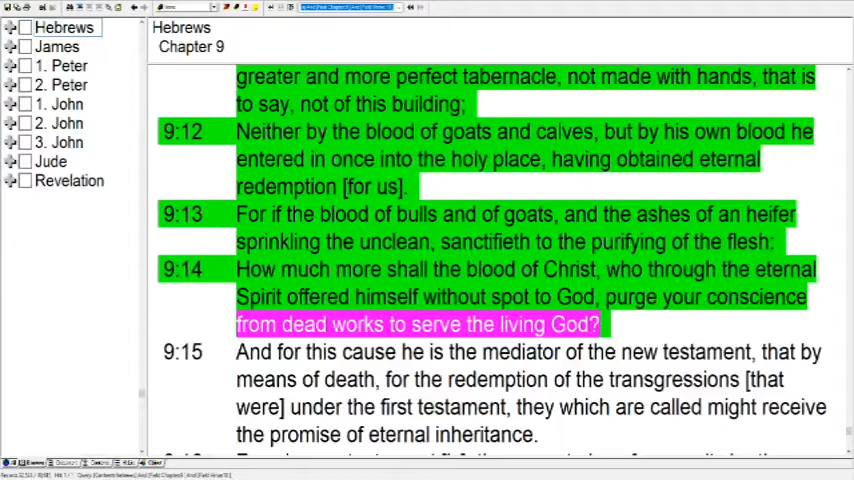 Hebrews
James
1. Peter
2. Peter
1. John
2. John
3. John
Jude
Revelation
Hebrews
Chapter 9
greater and more perfect tabernacle, not made with hands, that is
to say, not of this building;
9:12 Neither by the blood of goats and calves, but by his own blood he
entered in once into the holy place, having obtained eternal
redemption [for us].
9:13 For if the blood of bulls and of goats, and the ashes of an heifer
sprinkling the unclean, sanctifieth to the purifying of the flesh:
9:14 How much more shall the blood of Christ, who through the eternal
Spirit offered himself without spot to God, purge your conscience
from dead works to serve the living God?
9:15 And for this cause he is the mediator of the new testament, that by
means of death, for the redemption of the transgressions [that
were] under the first testament, they which are called might receive
the promise of eternal inheritance.